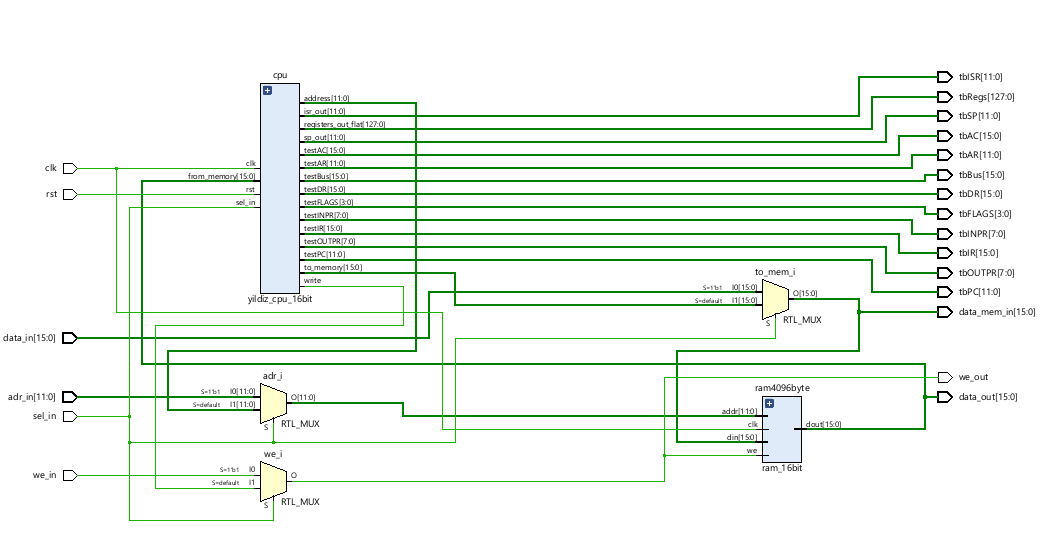 cpu
address[11:0]
isr_out[11:0]
registers_out_flat[127:0]
sp_out[11:0]
testAC[15:0]
testAR[11:0]
testBus[15:0]
testDR[15:0]
testFLAGS[3:0]
testINPR[7:0]
testIR[15:0]
testOUTPR[7:0]
testPC[11:0]
to_memory[15:0]
write
clk
from_memory[15:0]
rst
sel_in
yildiz_cpu_16bit
clk
rst
data_in[15:0]
adr_in[11:0]
sel_in
we_in
adr_i
S=1'b1 I0[11:0]
S=default I1[11:0]
O[11:0]
S
RTL_MUX
we_i
S=1'b1 I0
S=default I1
O
S
RTL_MUX
to_mem_i
S=1'b1 I0[15:0]
S=default I1[15:0]
O[15:0]
S
RTL_MUX
ram4096byte
addr[11:0]
clk
din[15:0]
we
dout[15:0]
ram_16bit
tbISR[11:0]
tbRegs[127:0]
tbSP[11:0]
tbAC[15:0]
tbAR[11:0]
tbBus[15:0]
tbDR[15:0]
tbFLAGS[3:0]
tbINPR[7:0]
tbIR[15:0]
tbOUTPR[7:0]
tbPC[11:0]
data_mem_in[15:0]
we_out
data_out[15:0]